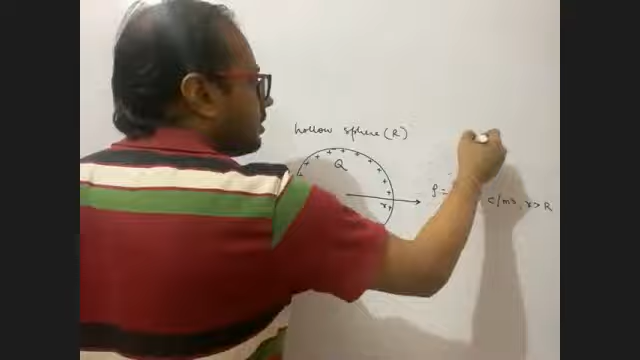 hollow sphere (R)
+ + + + + + + + +
Q
r
ρ =
c/m3, r > R